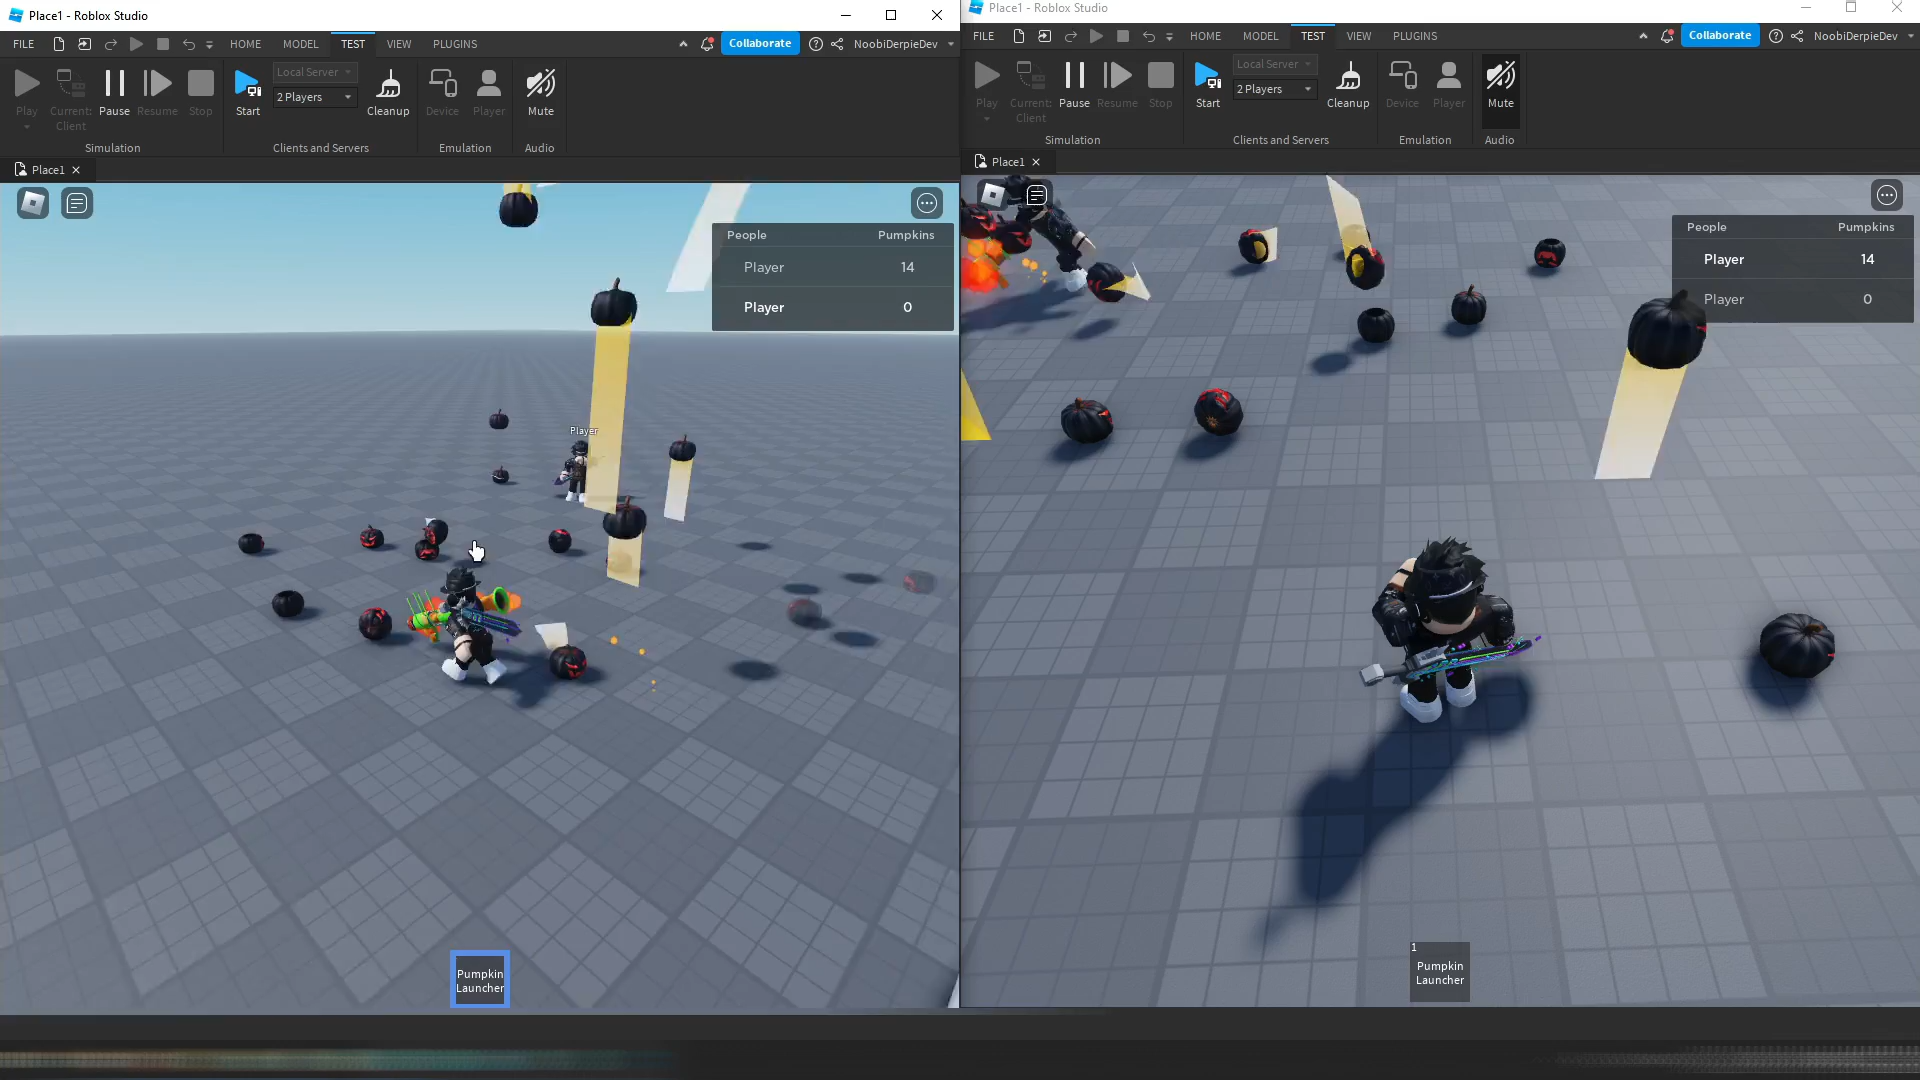 Place1 - Roblox Studio
FILE HOME MODEL TEST VIEW PLUGINS Collaborate NoobiDerpieDev
Play Current: Client Pause Resume Stop Start Local Server 2 Players Cleanup Device Player Mute
Simulation Clients and Servers Emulation Audio
Place1
People Pumpkins
Player 14
Player 0
Player
Pumpkin
Launcher
Place1 - Roblox Studio
FILE HOME MODEL TEST VIEW PLUGINS Collaborate NoobiDerpieDev
Play Current: Client Pause Resume Stop Start Local Server 2 Players Cleanup Device Player Mute
Simulation Clients and Servers Emulation Audio
Place1
People Pumpkins
Player 14
Player 0
1
Pumpkin
Launcher